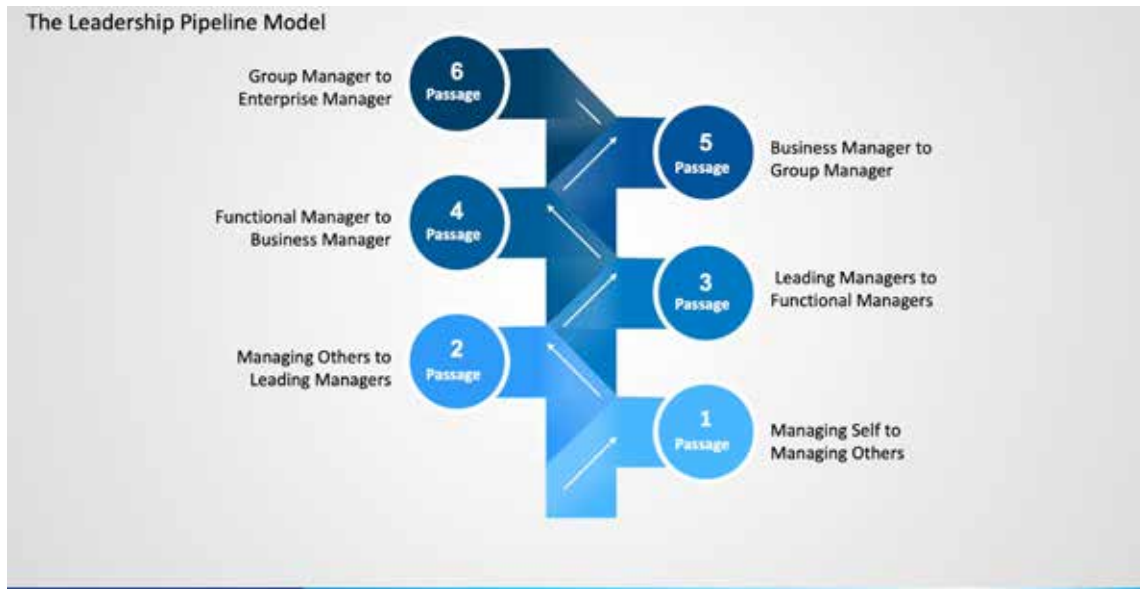 The Leadership Pipeline Model
6
Passage
Group Manager to
Enterprise Manager
5
Passage
Business Manager to
Group Manager
4
Passage
Functional Manager to
Business Manager
3
Passage
Leading Managers to
Functional Managers
2
Passage
Managing Others to
Leading Managers
1
Passage
Managing Self to
Managing Others